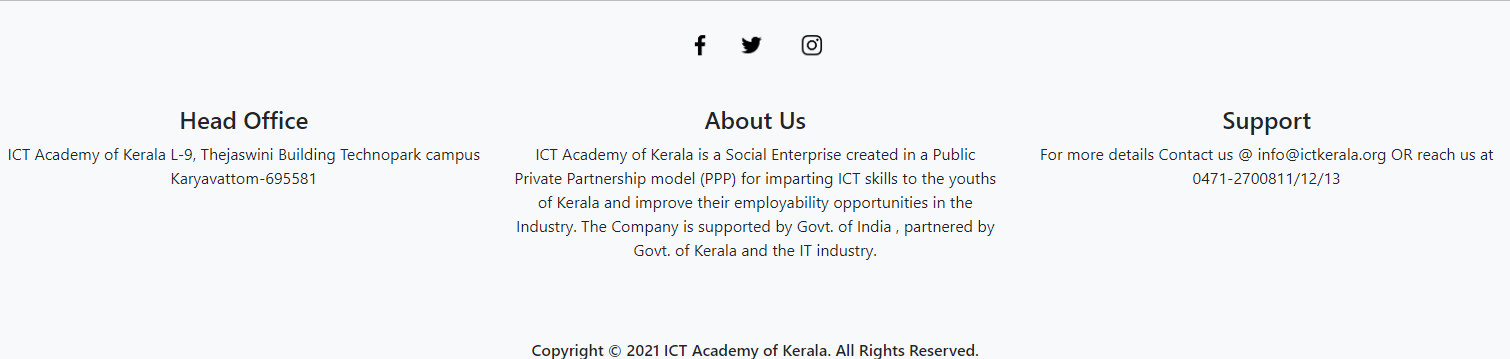 Head Office
ICT Academy of Kerala L-9, Thejaswini Building Technopark campus
Karyavattom-695581
About Us
ICT Academy of Kerala is a Social Enterprise created in a Public
Private Partnership model (PPP) for imparting ICT skills to the youths
of Kerala and improve their employability opportunities in the
Industry. The Company is supported by Govt. of India , partnered by
Govt. of Kerala and the IT industry.
Support
For more details Contact us @ info@ictkerala.org OR reach us at
0471-2700811/12/13
Copyright © 2021 ICT Academy of Kerala. All Rights Reserved.